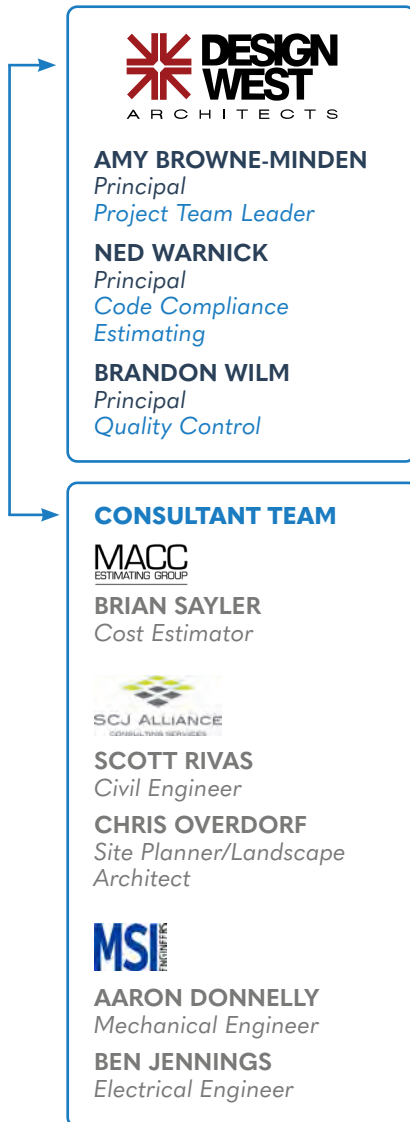 DESIGN
WEST
ARCHITECTS
AMY BROWNE-MINDEN
Principal
Project Team Leader
NED WARNICK
Principal
Code Compliance
Estimating
BRANDON WILM
Principal
Quality Control
CONSULTANT TEAM
MACC
ESTIMATING GROUP
BRIAN SAYLER
Cost Estimator
SCJ ALLIANCE
CONSULTING SERVICES
SCOTT RIVAS
Civil Engineer
CHRIS OVERDORF
Site Planner/Landscape
Architect
MSI
ENGINEERS
AARON DONNELLY
Mechanical Engineer
BEN JENNINGS
Electrical Engineer